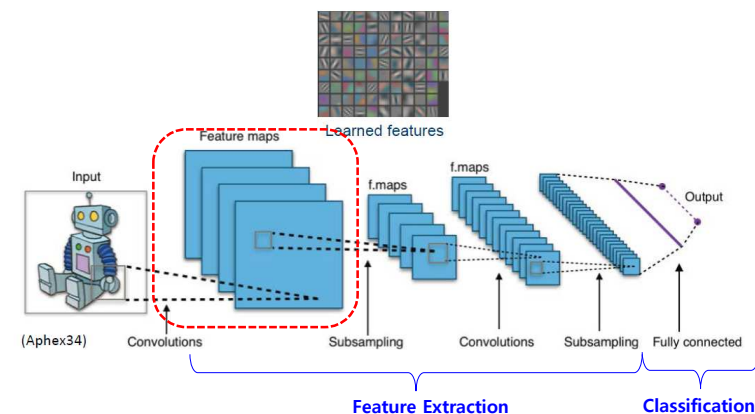 Learned features
Feature maps
Input
f.maps
f.maps
Output
(Aphex34)
Convolutions
Subsampling
Convolutions
Subsampling
Fully connected
Feature Extraction
Classification